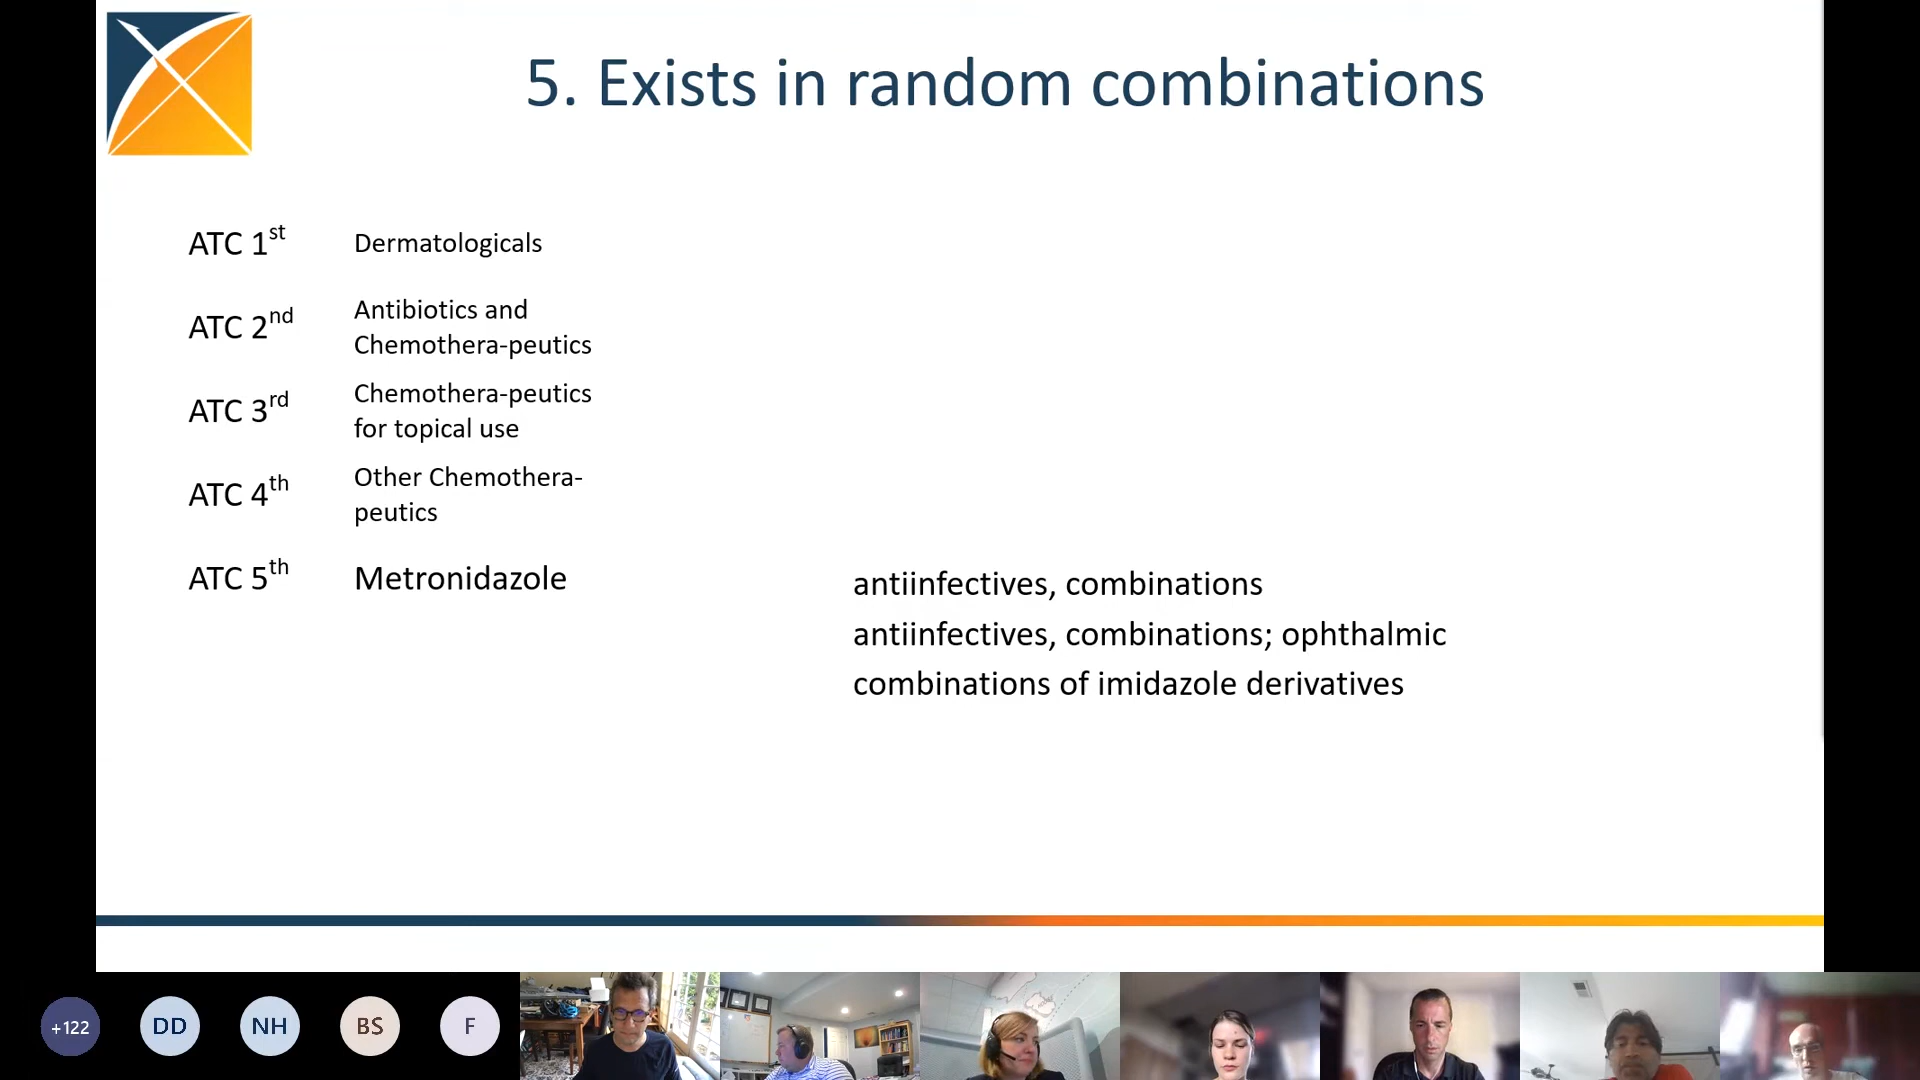 5. Exists in random combinations
ATC 1st
Dermatologicals
ATC 2nd
Antibiotics and
Chemothera-peutics
ATC 3rd
Chemothera-peutics
for topical use
ATC 4th
Other Chemothera-
peutics
ATC 5th
Metronidazole
antiinfectives, combinations
antiinfectives, combinations; ophthalmic
combinations of imidazole derivatives
+122
DD
NH
BS
F